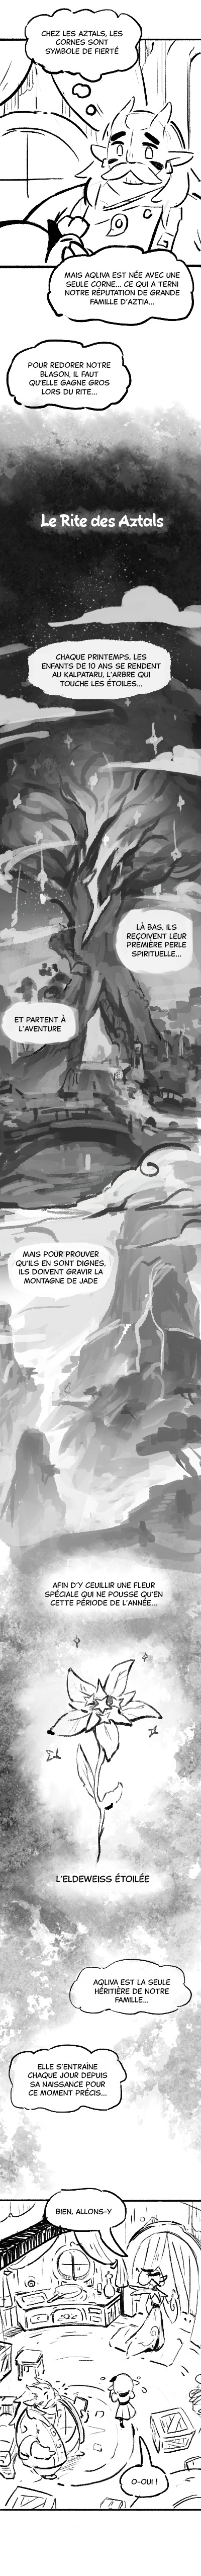 CHEZ LES AZTALS, LES
CORNES SONT
SYMBOLE DE FIERTÉ
MAIS AQLIVA EST NÉE AVEC UNE
SEULE CORNE... CE QUI A TERNI
NOTRE RÉPUTATION DE GRANDE
FAMILLE D'AZTIA...
POUR REDORER NOTRE
BLASON, IL FAUT
QU'ELLE GAGNE GROS
LORS DU RITE...
Le Rite des Aztals
CHAQUE PRINTEMPS, LES
ENFANTS DE 10 ANS SE RENDENT
AU KALPATARU, L'ARBRE QUI
TOUCHE LES ÉTOILES...
LÀ BAS, ILS
REÇOIVENT LEUR
PREMIÈRE PERLE
SPIRITUELLE...
ET PARTENT À
L'AVENTURE
MAIS POUR PROUVER
QU'ILS EN SONT DIGNES,
ILS DOIVENT GRAVIR LA
MONTAGNE DE JADE
AFIN D'Y CEUILLIR UNE FLEUR
SPÉCIALE QUI NE POUSSE QU'EN
CETTE PÉRIODE DE L'ANNÉE...
L'ELDEWEISS ÉTOILÉE
AQLIVA EST LA SEULE
HÉRITIÈRE DE NOTRE
FAMILLE...
ELLE S'ENTRAÎNE
CHAQUE JOUR DEPUIS
SA NAISSANCE POUR
CE MOMENT PRÉCIS...
BIEN, ALLONS-Y
O-OUI !